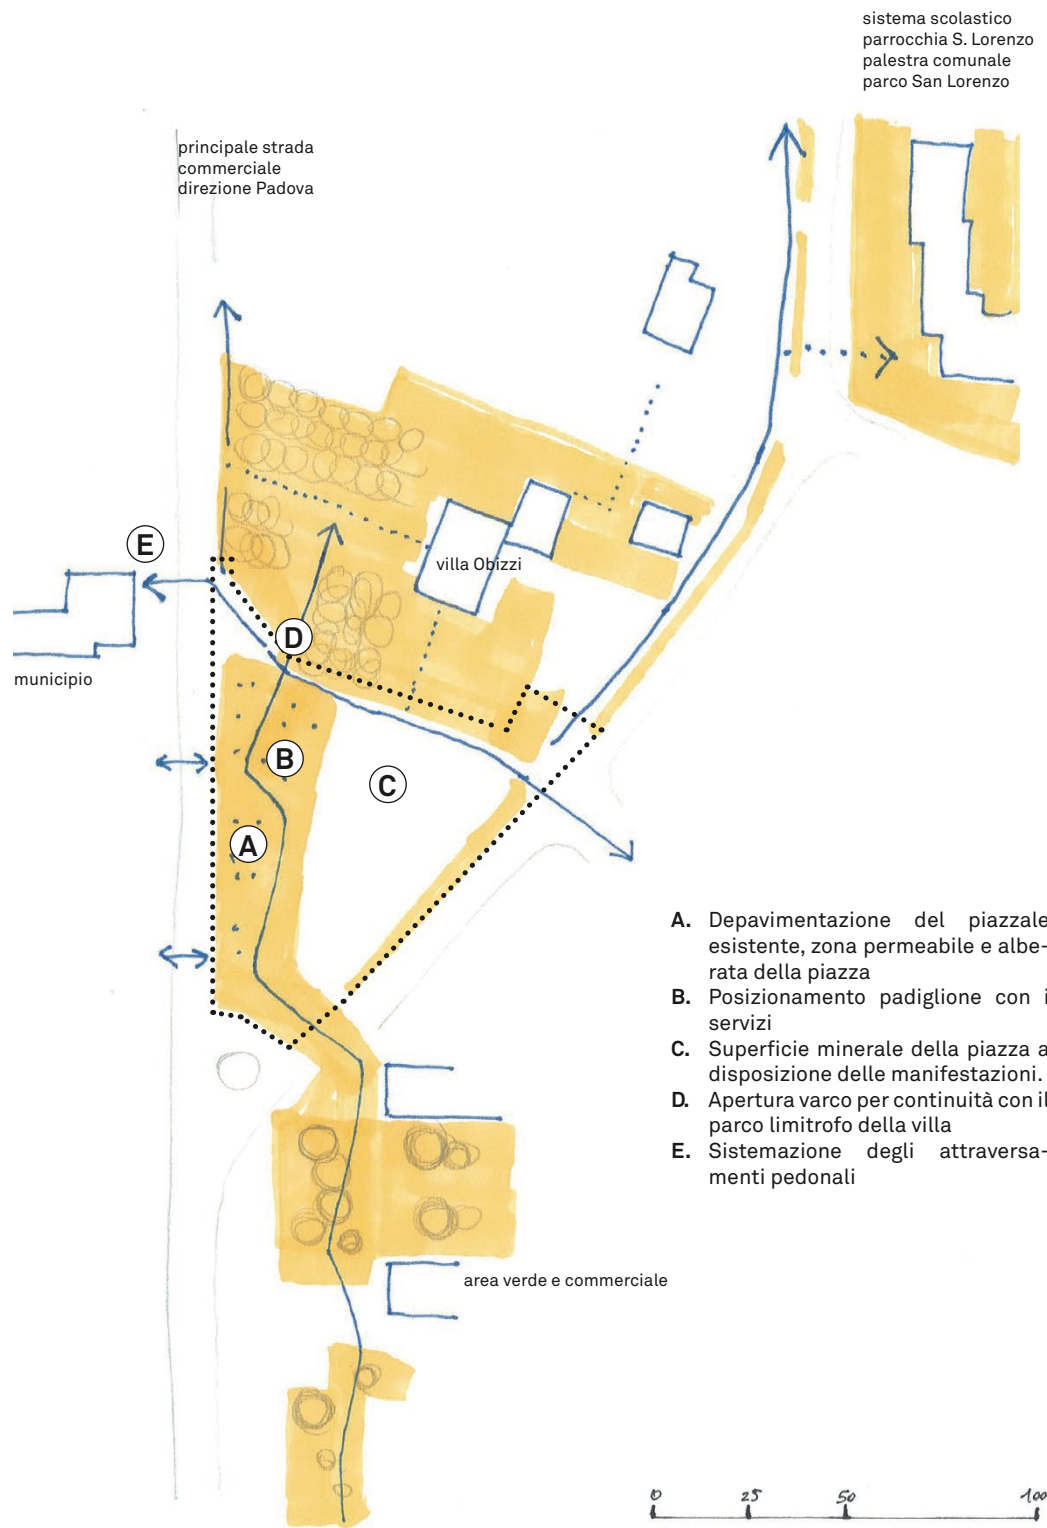 sistema scolastico
parrocchia S. Lorenzo
palestra comunale
parco San Lorenzo
principale strada
commerciale
direzione Padova
E
villa Obizzi
D
municipio
B
C
A
A. Depavimentazione del piazzale
esistente, zona permeabile e albe-
rata della piazza
B. Posizionamento padiglione con i
servizi
C. Superficie minerale della piazza a
disposizione delle manifestazioni.
D. Apertura varco per continuità con il
parco limitrofo della villa
E. Sistemazione degli attraversa-
menti pedonali
area verde e commerciale
0 25 50 100